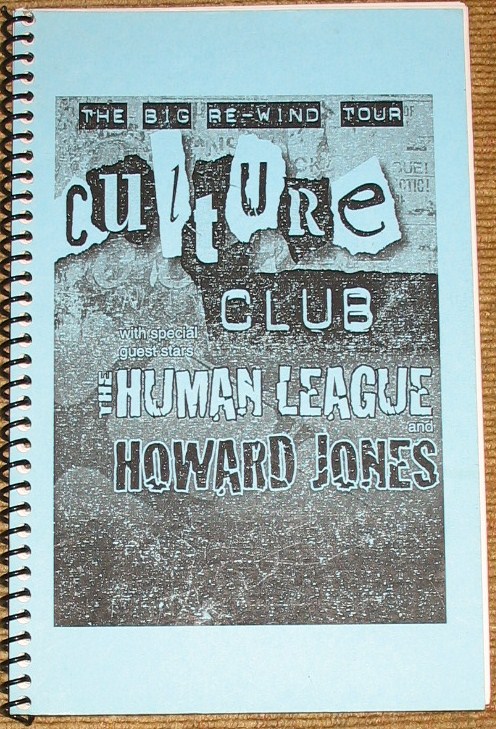 THE BIG RE-WIND TOUR
cULtURe
CLUB
with special
guest stars
THE HUMAN LEAGUE
and
HOWARD JONES